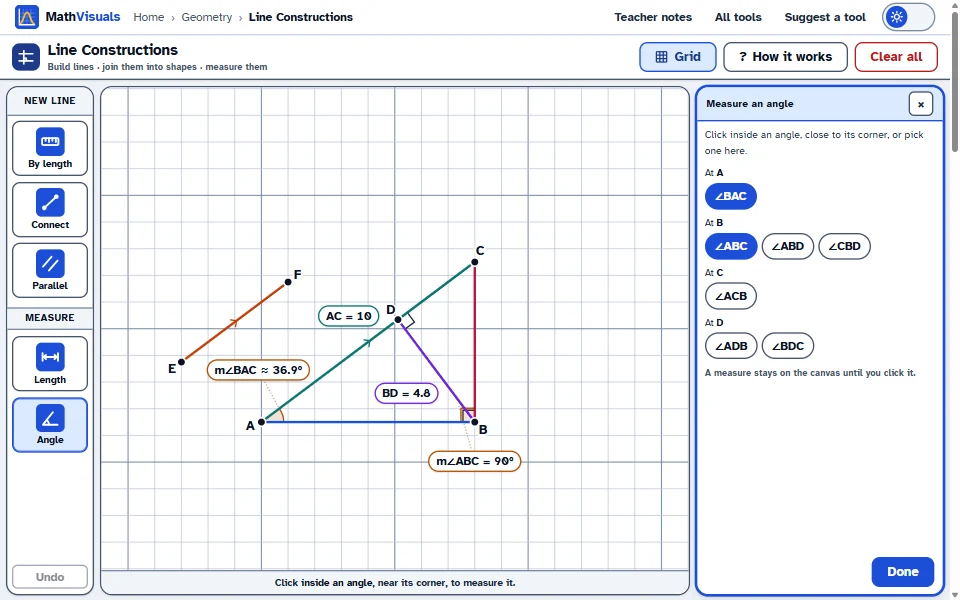 MathVisuals Home › Geometry › Line Constructions Teacher notes All tools Suggest a tool
Line Constructions
Build lines · join them into shapes · measure them
Grid ? How it works Clear all
NEW LINE
By length
Connect
Parallel
MEASURE
Length
Angle
Undo
C
F
D
AC = 10
E
m∠BAC ≈ 36.9°
BD = 4.8
A
B
m∠ABC = 90°
Click inside an angle, near its corner, to measure it.
Measure an angle ×
Click inside an angle, close to its corner, or pick
one here.
At A
∠BAC
At B
∠ABC ∠ABD ∠CBD
At C
∠ACB
At D
∠ADB ∠BDC
A measure stays on the canvas until you click it.
Done